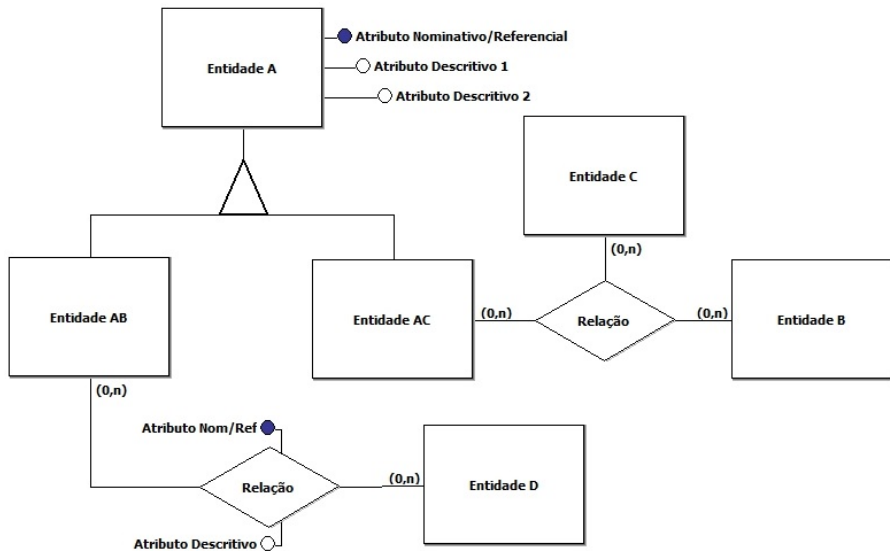 Entidade A
Atributo Nominativo/Referencial
Atributo Descritivo 1
Atributo Descritivo 2
Entidade C
(0,n)
Entidade AB
Entidade AC
(0,n)
Relação
(0,n)
Entidade B
(0,n)
Atributo Nom/Ref
Relação
(0,n)
Entidade D
Atributo Descritivo